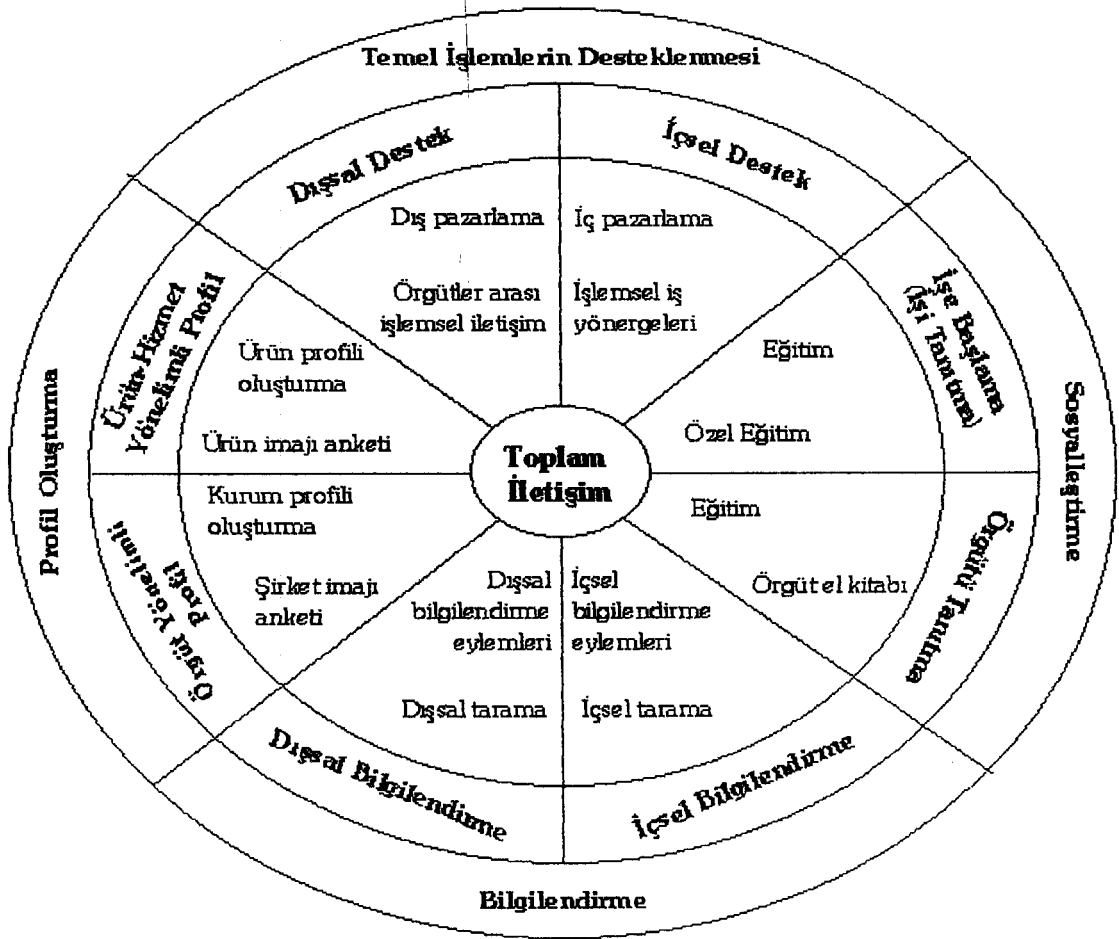 Temel İşlemlerin Desteklenmesi
Dışsal Destek
İçsel Destek
Dış pazarlama
İç pazarlama
Örgütler arası
işlemsel iletişim
İşlemsel iş
yönergeleri
Ürün-Hizmet
Yönelimli Profil
Ürün profili
oluşturma
Ürün imajı anketi
Eğitim
Özel Eğitim
İşe Başlama
(İşi Tanıtma)
Profil Oluşturma
Toplam
İletişim
Sosyalleştirme
Kurum profili
oluşturma
Şirket imajı
anketi
Örgüt Yönelimli
Profil
Eğitim
Örgüt el kitabı
Örgütü Tanıtma
Dışsal
bilgilendirme
eylemleri
İçsel
bilgilendirme
eylemleri
Dışsal tarama
İçsel tarama
Dışsal Bilgilendirme
İçsel Bilgilendirme
Bilgilendirme